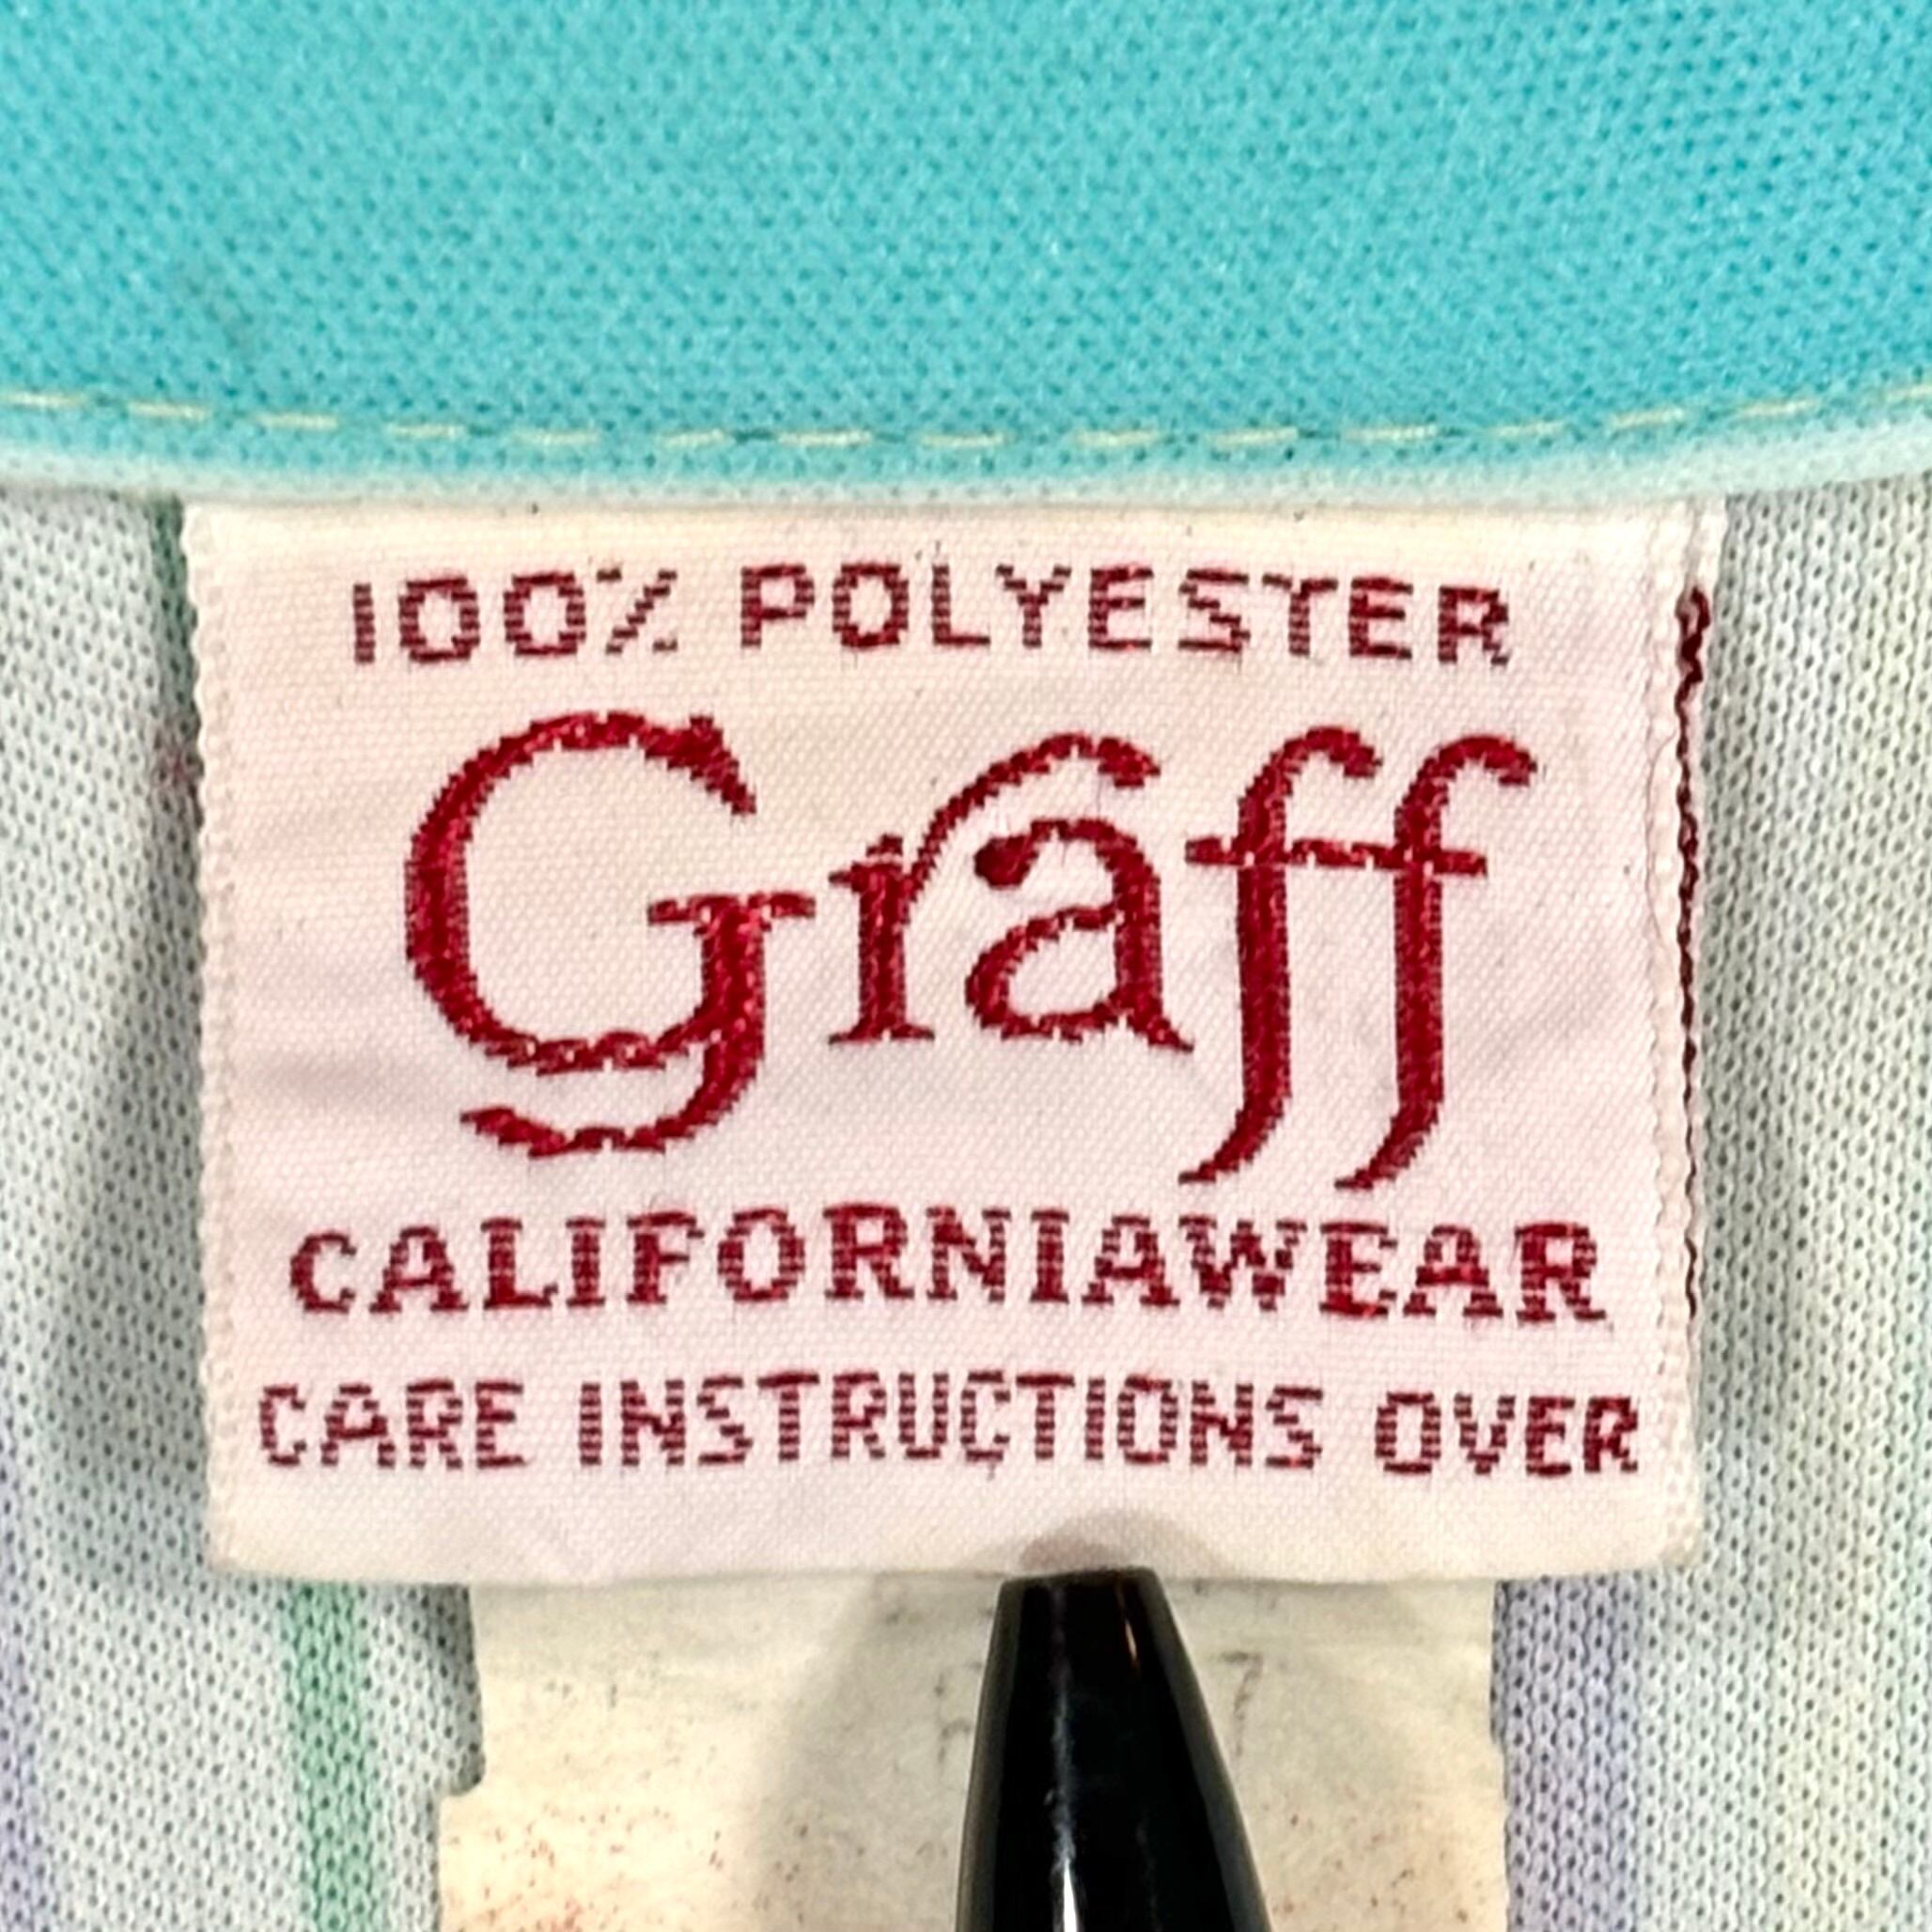 100% POLYESTER
Graff
CALIFORNIAWEAR
CARE INSTRUCTIONS OVER